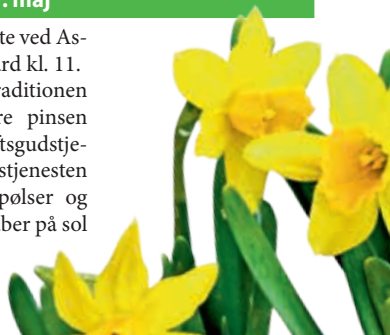 . maj
te ved As-
rd kl. 11.
raditionen
re pinsen
ftsgudstje-
stjenesten
pølser og
ber på sol